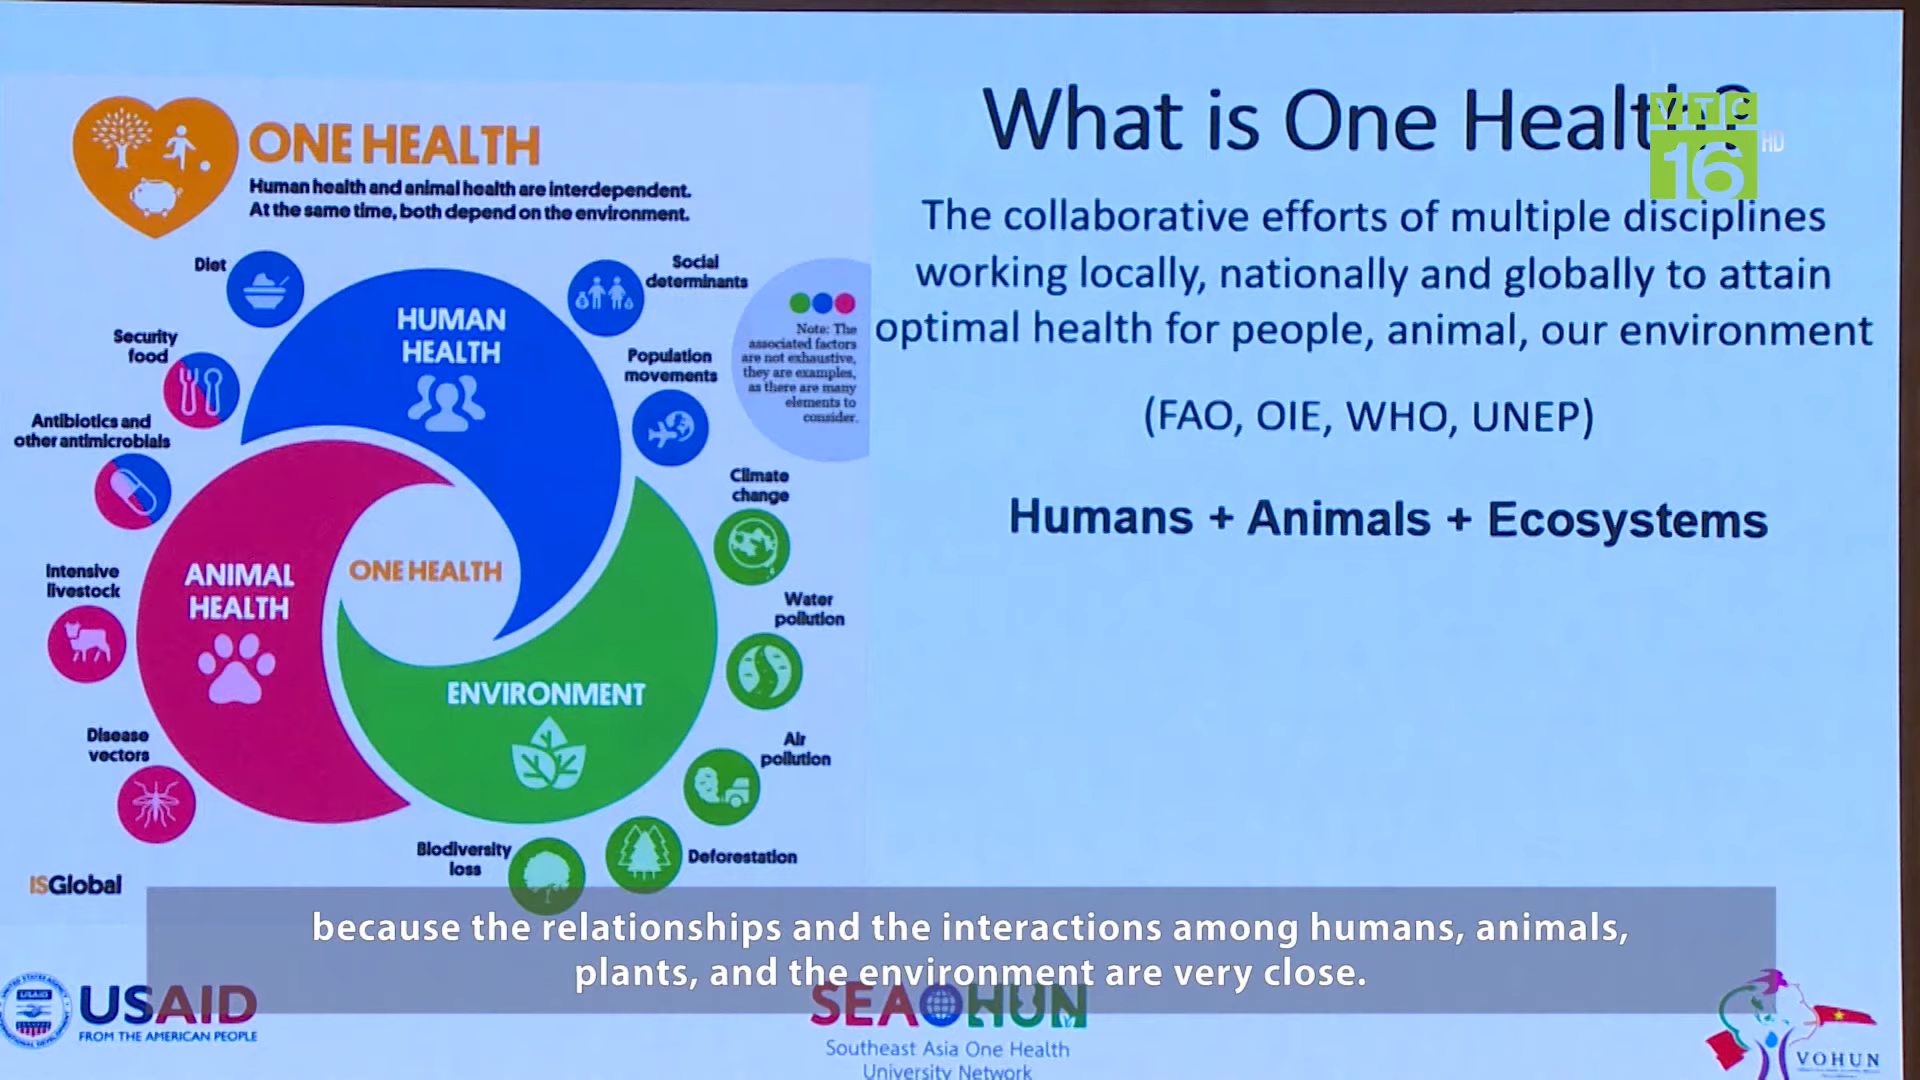 ONE HEALTH
Human health and animal health are interdependent.
At the same time, both depend on the environment.
Diet
Social
determinants
Security
food
Population
movements
Antibiotics and
other antimicrobials
Climate
change
Intensive
livestock
Water
pollution
Disease
vectors
Air
pollution
Biodiversity
loss
Deforestation
HUMAN
HEALTH
ANIMAL
HEALTH
ONE HEALTH
ENVIRONMENT
Note: The
associated factors
are not exhaustive,
they are examples,
as there are many
elements to
consider.
ISGlobal
What is One Health?
The collaborative efforts of multiple disciplines
working locally, nationally and globally to attain
optimal health for people, animal, our environment
(FAO, OIE, WHO, UNEP)
Humans + Animals + Ecosystems
VTC
16
HD
because the relationships and the interactions among humans, animals,
plants, and the environment are very close.
USAID
USAID
FROM THE AMERICAN PEOPLE
SEAOHUN
Southeast Asia One Health
University Network
VOHUN